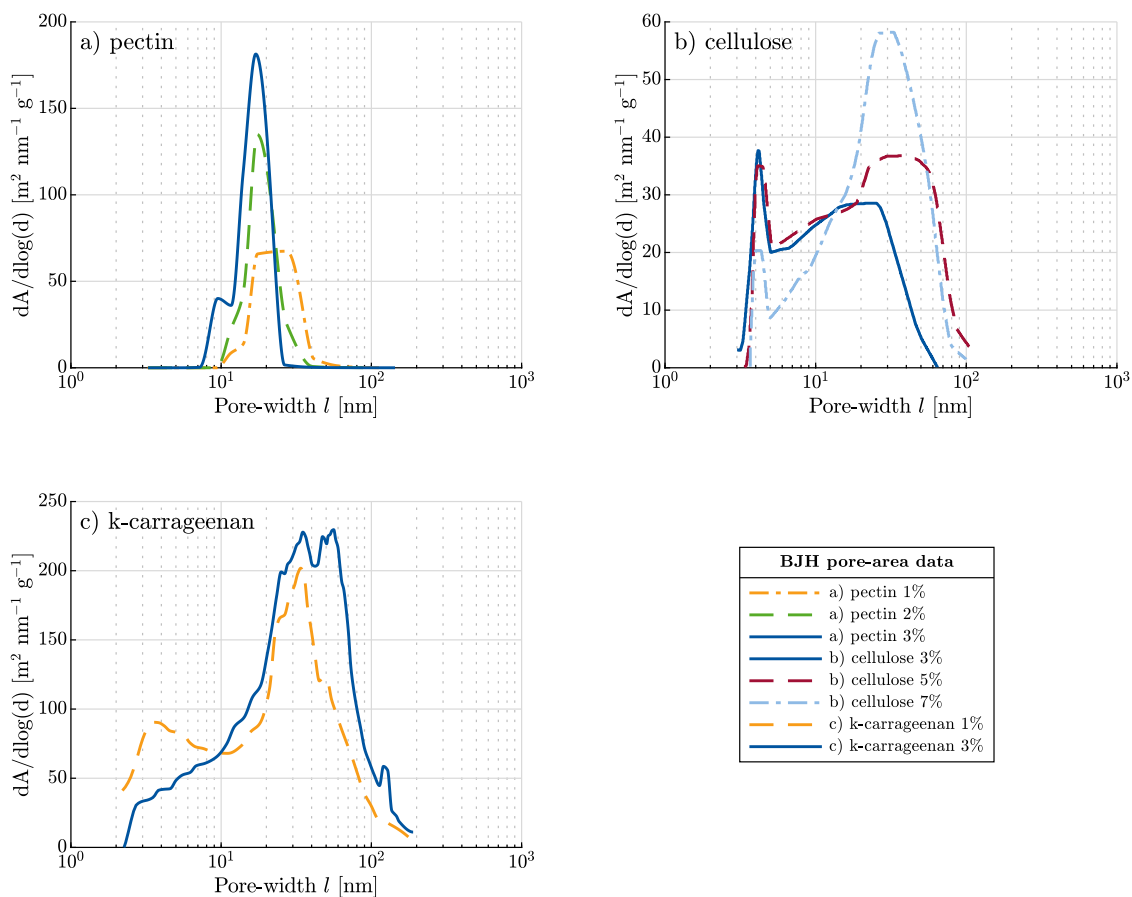 a) pectin
200
150
100
50
0
dA/dlog(d) [m² nm⁻¹ g⁻¹]
10⁰ 10¹ 10² 10³
Pore-width l [nm]
b) cellulose
60
50
40
30
20
10
0
dA/dlog(d) [m² nm⁻¹ g⁻¹]
10⁰ 10¹ 10² 10³
Pore-width l [nm]
c) k-carrageenan
250
200
150
100
50
0
dA/dlog(d) [m² nm⁻¹ g⁻¹]
10⁰ 10¹ 10² 10³
Pore-width l [nm]
BJH pore-area data
a) pectin 1%
a) pectin 2%
a) pectin 3%
b) cellulose 3%
b) cellulose 5%
b) cellulose 7%
c) k-carrageenan 1%
c) k-carrageenan 3%